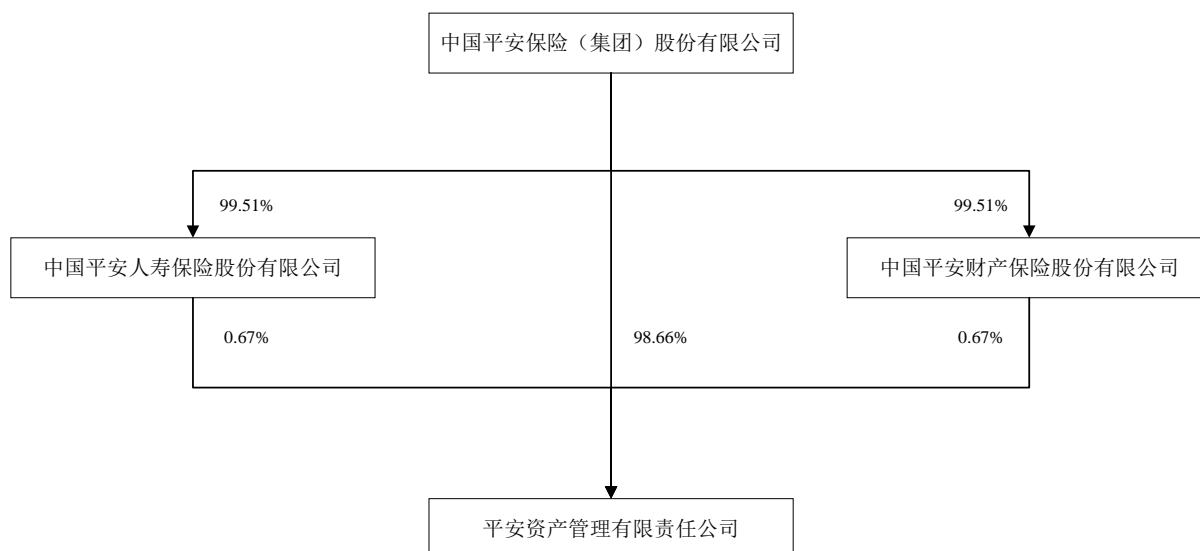 中国平安保险（集团）股份有限公司
99.51%
99.51%
中国平安人寿保险股份有限公司
中国平安财产保险股份有限公司
0.67%
98.66%
0.67%
平安资产管理有限责任公司